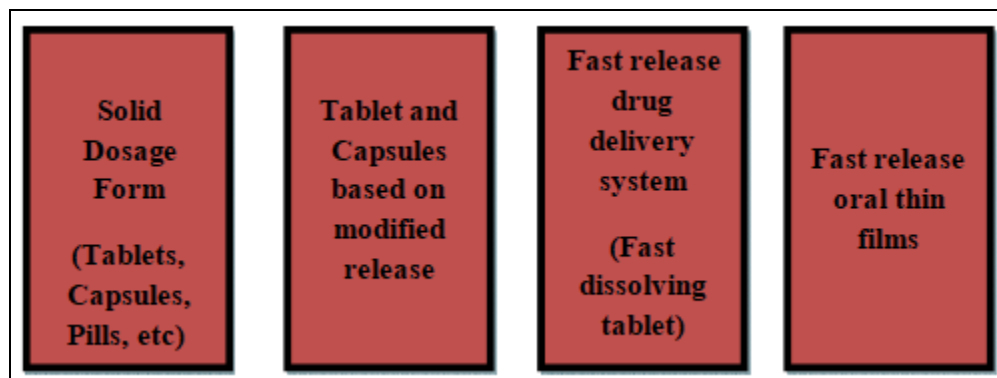 Solid
Dosage
Form
(Tablets,
Capsules,
Pills, etc)
Tablet and
Capsules
based on
modified
release
Fast release
drug
delivery
system
(Fast
dissolving
tablet)
Fast release
oral thin
films